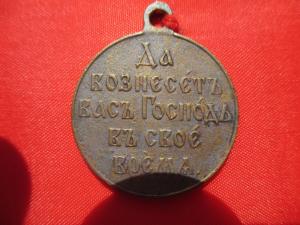 Да
вознесетъ
васъ Господь
въ свое
время.